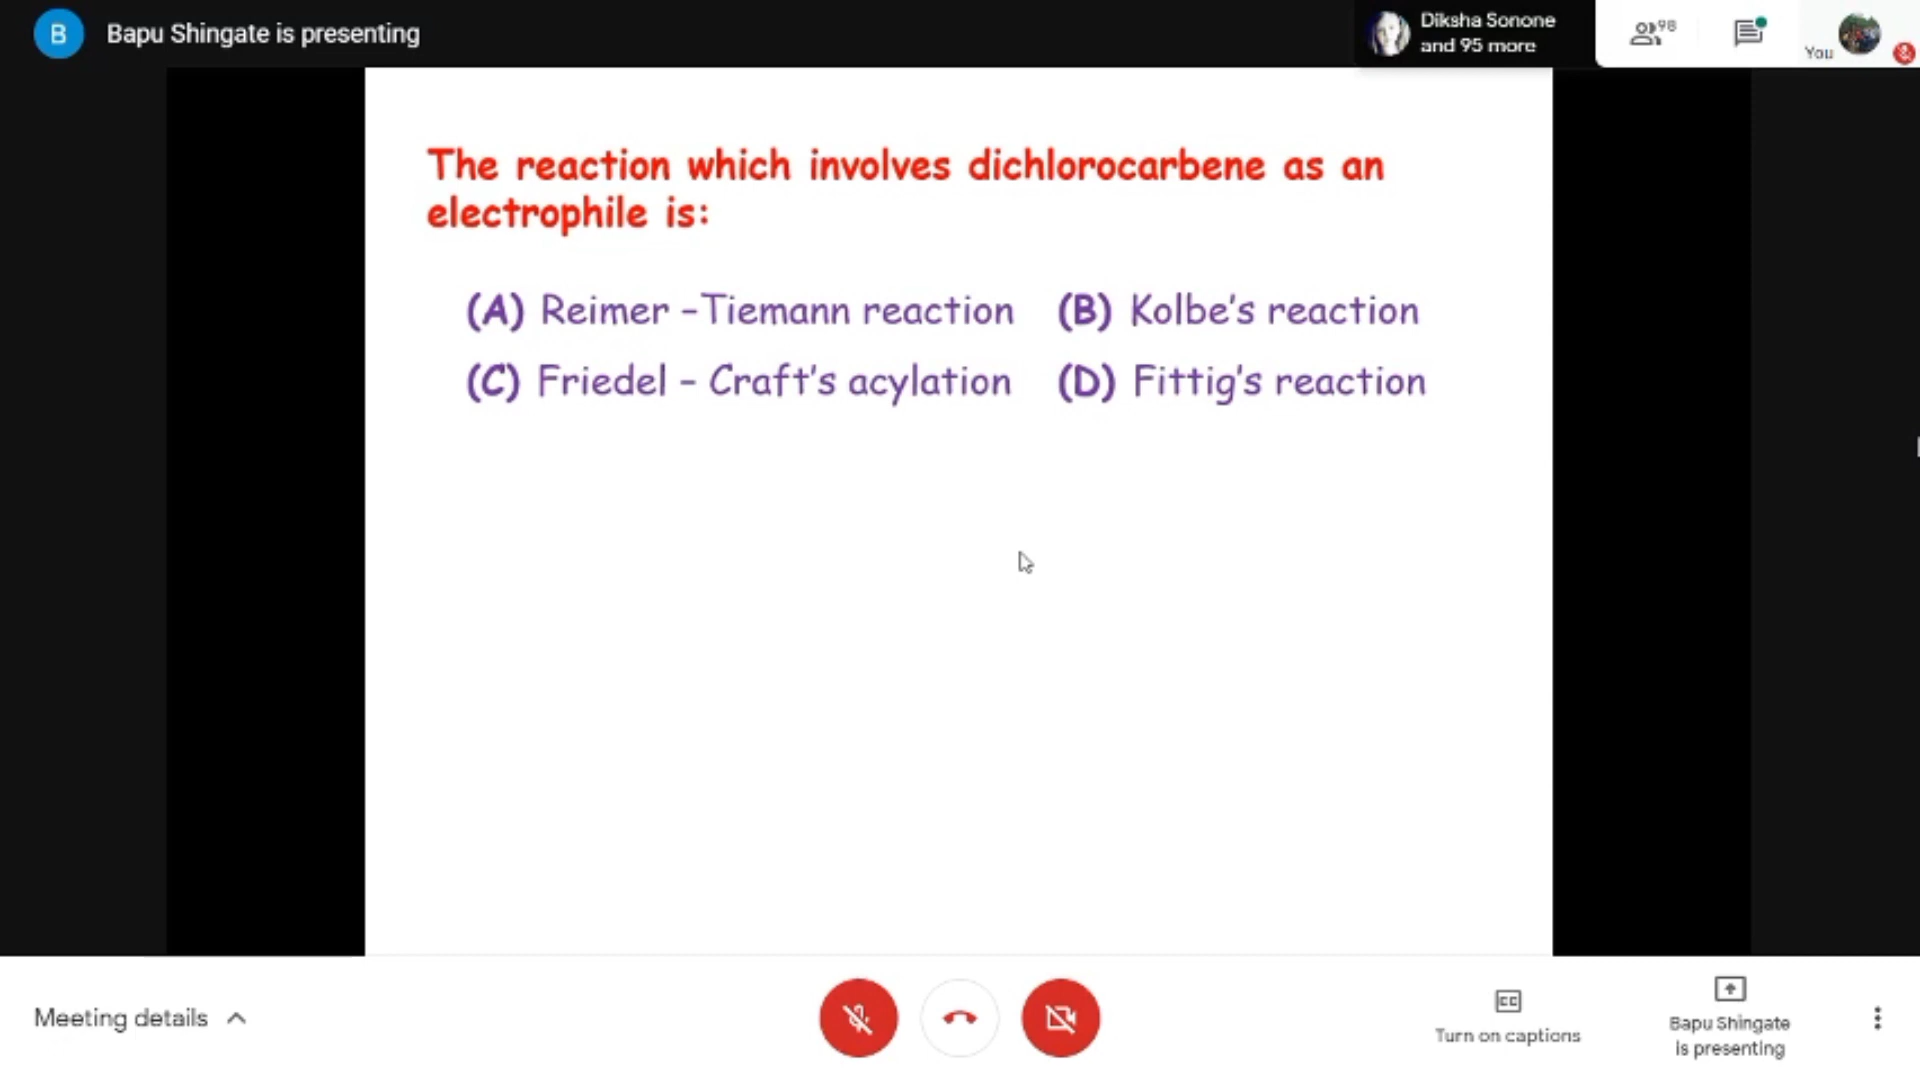 B Bapu Shingate is presenting
Diksha Sonone
and 95 more
98
You
The reaction which involves dichlorocarbene as an
electrophile is:
(A) Reimer –Tiemann reaction (B) Kolbe's reaction
(C) Friedel – Craft's acylation (D) Fittig's reaction
Meeting details
CC
Turn on captions
Bapu Shingate
is presenting